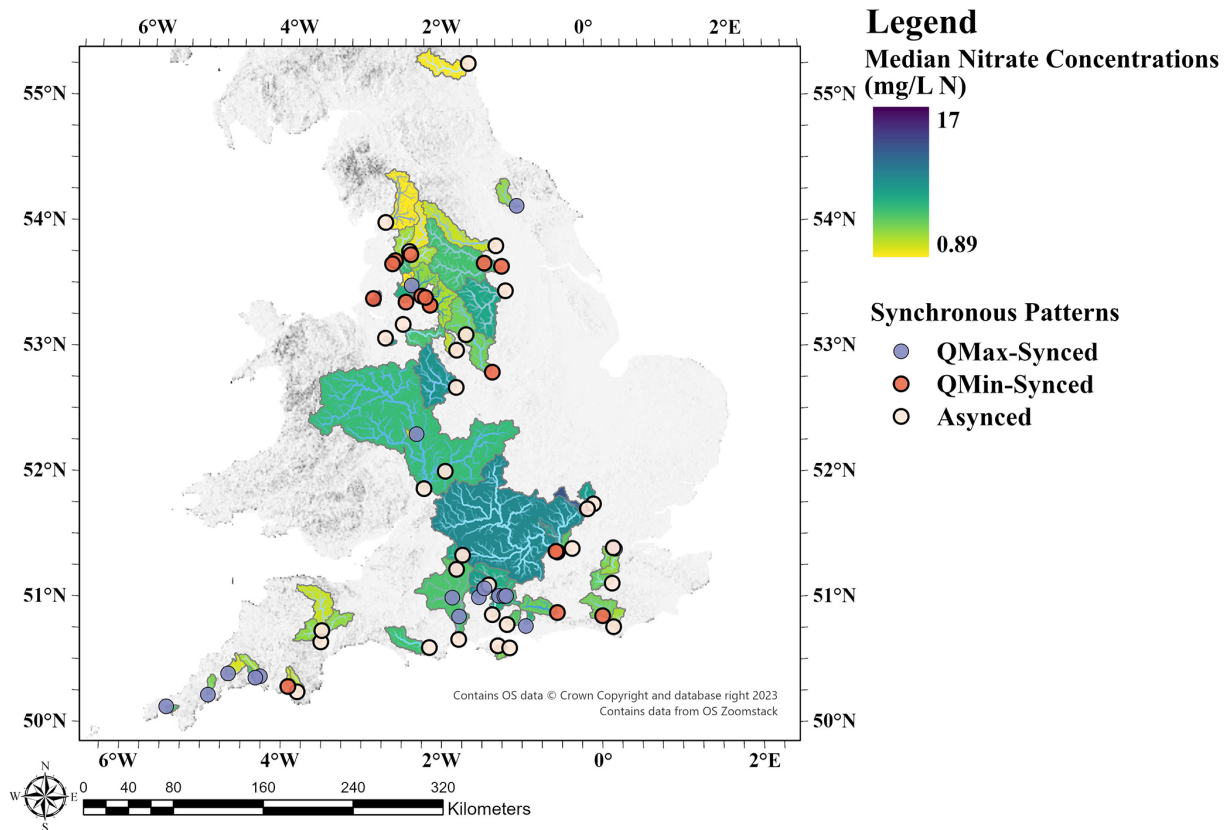 6°W 4°W 2°W 0° 2°E
Legend
Median Nitrate Concentrations
(mg/L N)
17
0.89
55°N 55°N
54°N 54°N
Synchronous Patterns
QMax-Synced
53°N 53°N
QMin-Synced
Asynced
52°N 52°N
51°N 51°N
Contains OS data © Crown Copyright and database right 2023
Contains data from OS Zoomstack
50°N 50°N
6°W 4°W 2°W 0° 2°E
N
W E
S
0 40 80 160 240 320
Kilometers